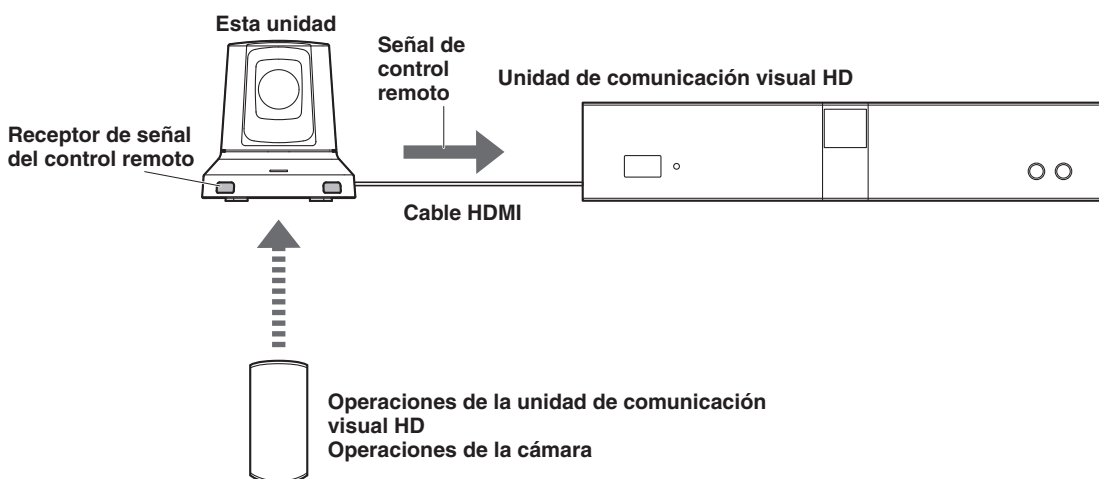 Esta unidad
Señal de
control
remoto
Unidad de comunicación visual HD
Receptor de señal
del control remoto
Cable HDMI
Operaciones de la unidad de comunicación
visual HD
Operaciones de la cámara